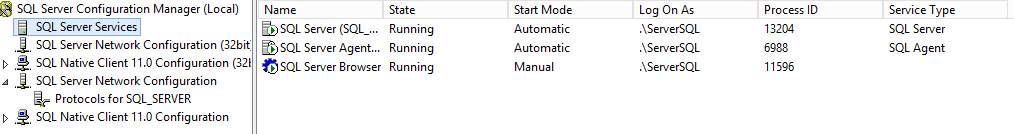 SQL Server Configuration Manager (Local)
SQL Server Services
SQL Server Network Configuration (32bit
SQL Native Client 11.0 Configuration (32
SQL Server Network Configuration
Protocols for SQL_SERVER
SQL Native Client 11.0 Configuration
Name State Start Mode Log On As Process ID Service Type
SQL Server (SQL_... Running Automatic .\ServerSQL 13204 SQL Server
SQL Server Agent... Running Automatic .\ServerSQL 6988 SQL Agent
SQL Server Browser Running Manual .\ServerSQL 11596